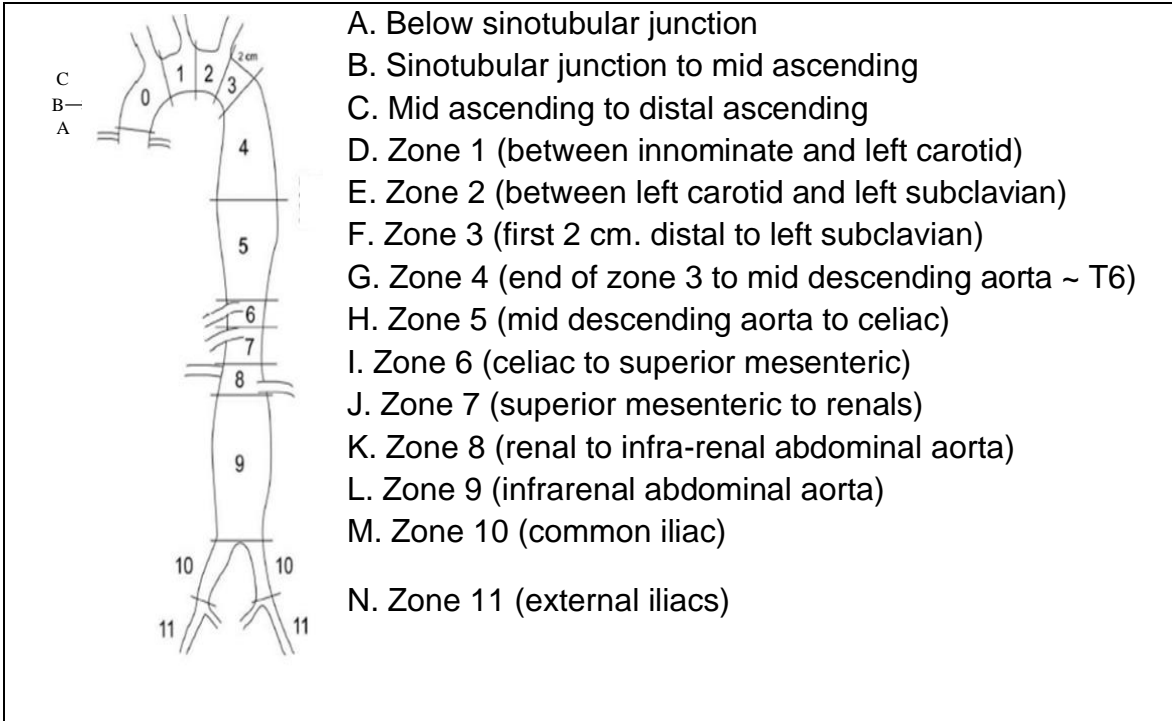 A. Below sinotubular junction
B. Sinotubular junction to mid ascending
C. Mid ascending to distal ascending
D. Zone 1 (between innominate and left carotid)
E. Zone 2 (between left carotid and left subclavian)
F. Zone 3 (first 2 cm. distal to left subclavian)
G. Zone 4 (end of zone 3 to mid descending aorta ~ T6)
H. Zone 5 (mid descending aorta to celiac)
I. Zone 6 (celiac to superior mesenteric)
J. Zone 7 (superior mesenteric to renals)
K. Zone 8 (renal to infra-renal abdominal aorta)
L. Zone 9 (infrarenal abdominal aorta)
M. Zone 10 (common iliac)
N. Zone 11 (external iliacs)
C
B
A
0
1
2
2 cm
3
4
5
6
7
8
9
10
10
11
11